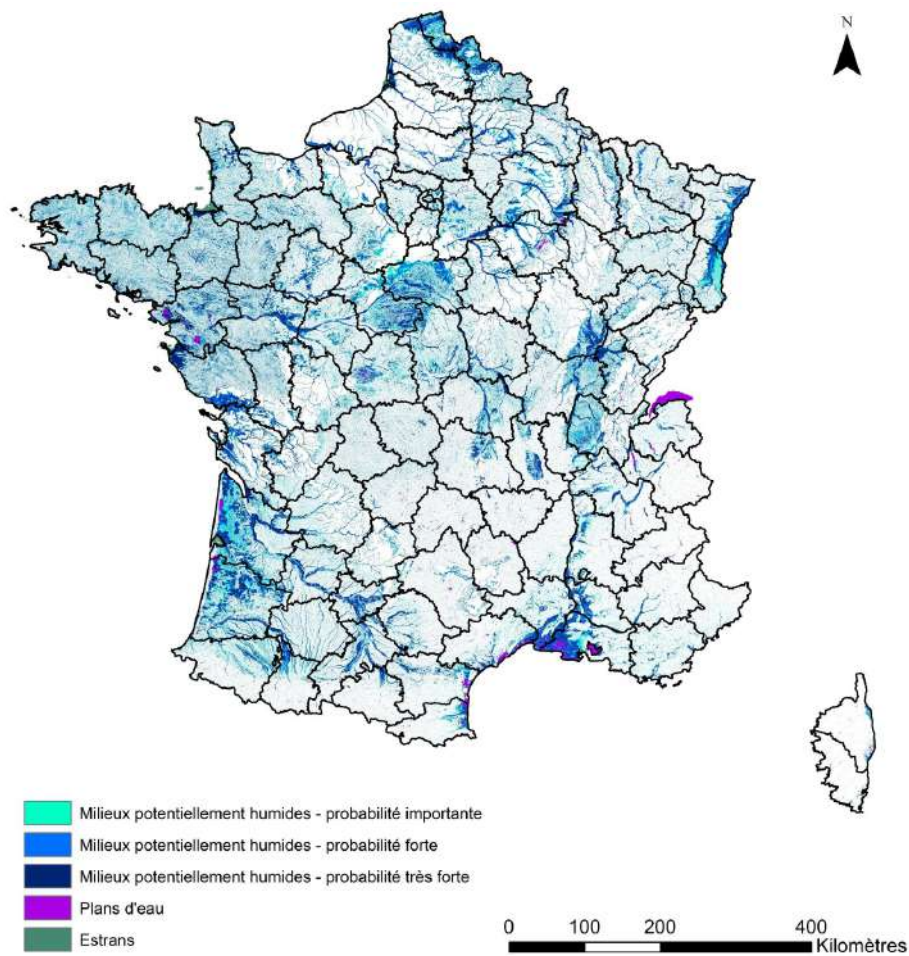 N
Milieux potentiellement humides - probabilité importante
Milieux potentiellement humides - probabilité forte
Milieux potentiellement humides - probabilité très forte
Plans d'eau
Estrans
0 100 200 400
Kilomètres